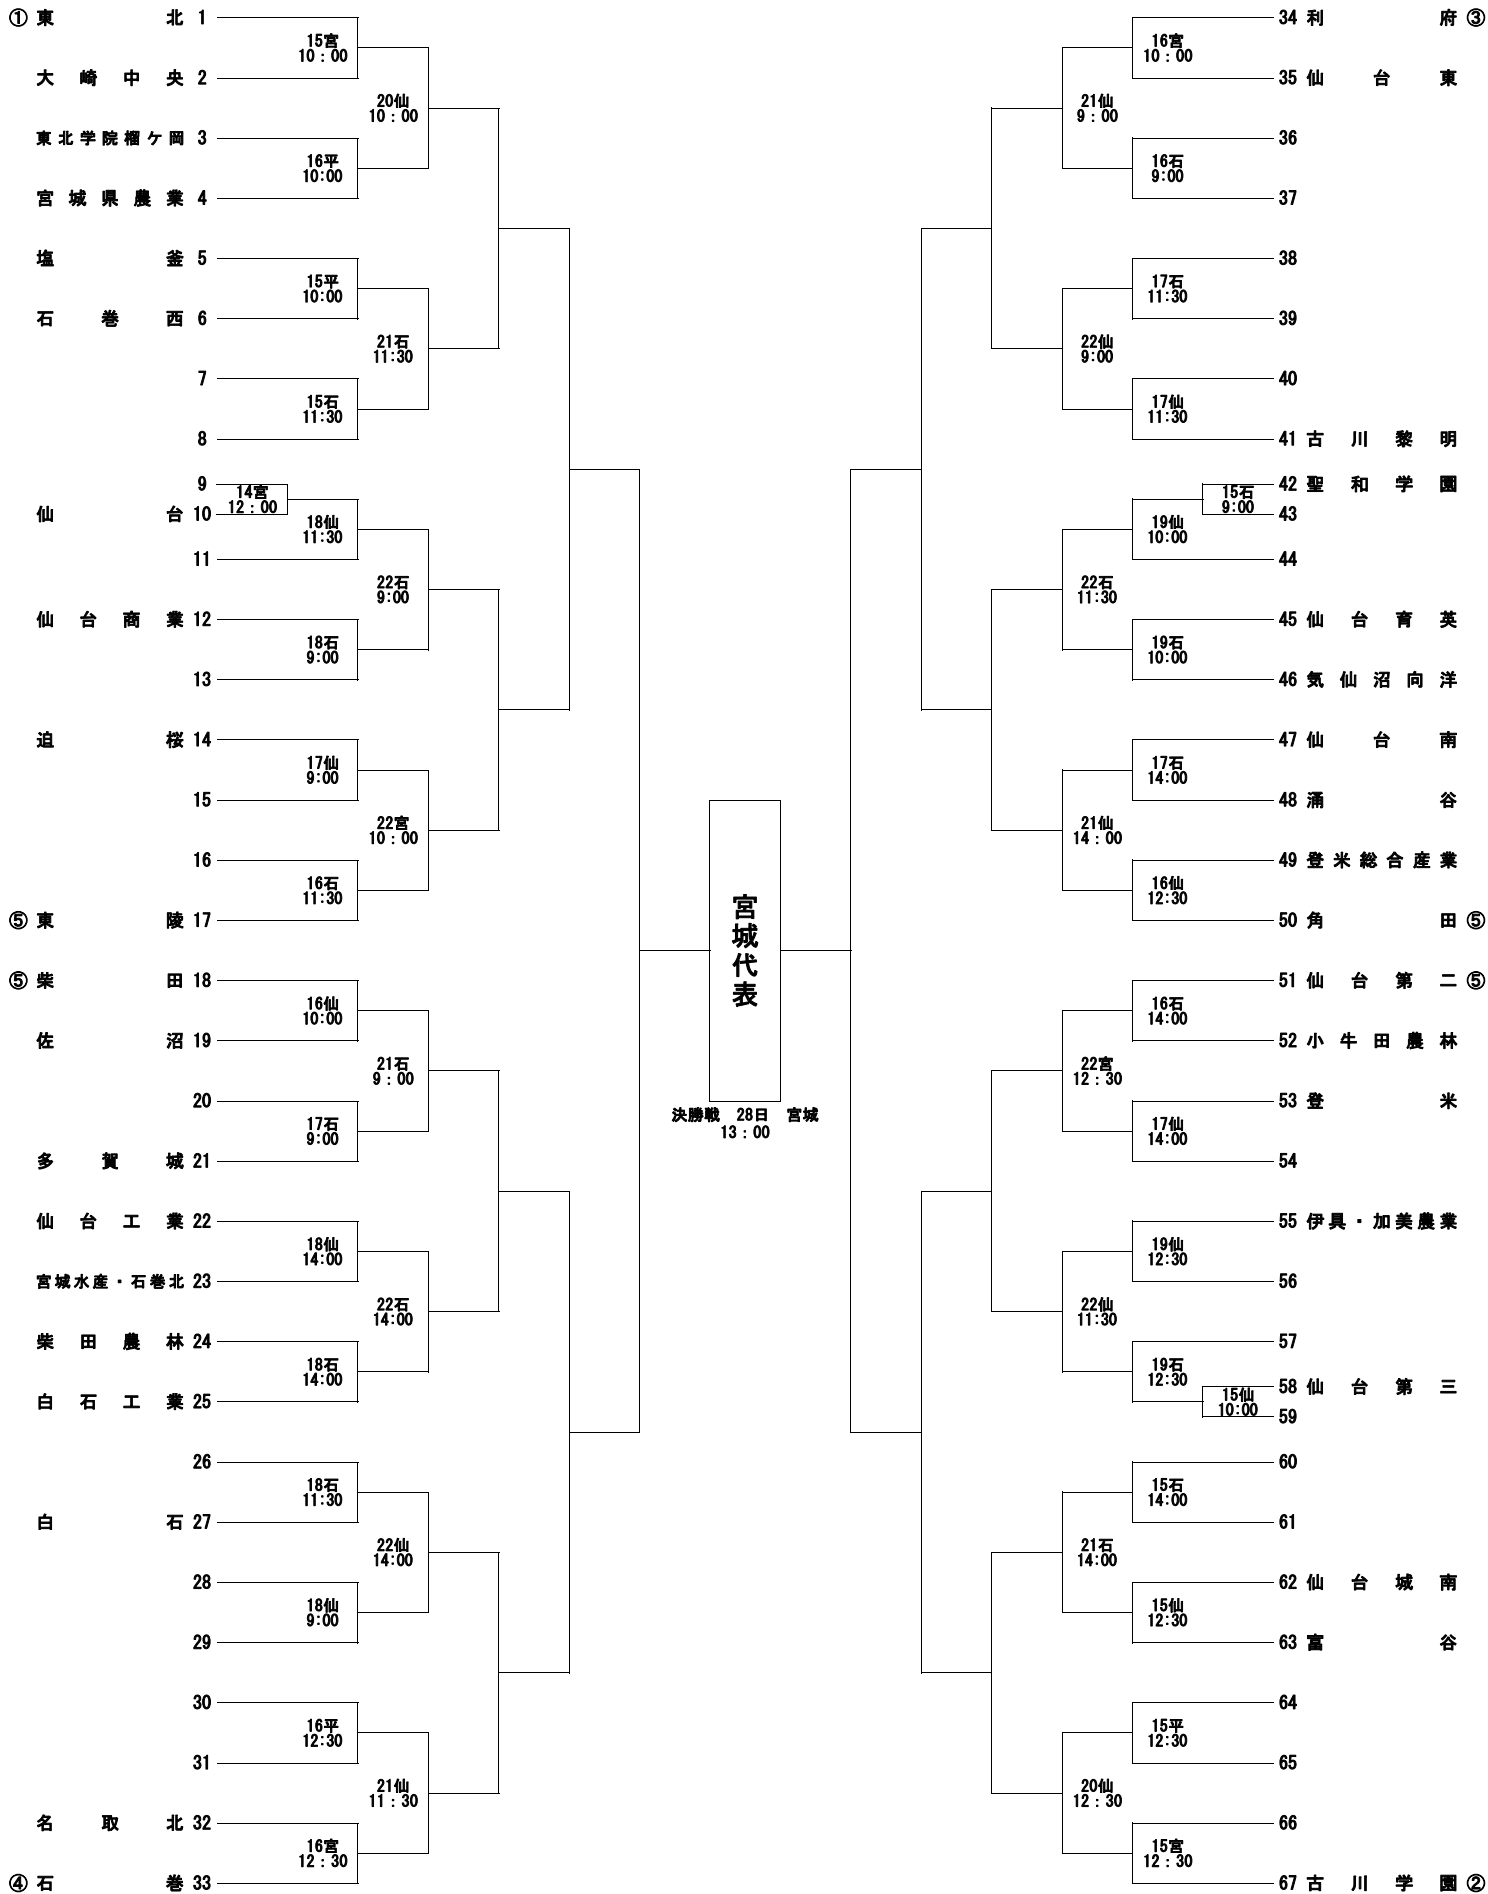 ① 東北 1
15宮
10：00
大崎中央 2
20仙
10：00
東北学院榴ケ岡 3
16平
10:00
宮城県農業 4
塩釜 5
15平
10:00
石巻西 6
21石
11:30
7
15石
11:30
8
9
14宮
12：00
仙台 10
18仙
11:30
11
22石
9:00
仙台商業 12
18石
9:00
13
迫桜 14
17仙
9:00
15
22宮
10：00
16
16石
11:30
⑤ 東陵 17
⑤ 柴田 18
16仙
10:00
佐沼 19
21石
9：00
20
17石
9:00
多賀城 21
仙台工業 22
18仙
14:00
宮城水産・石巻北 23
22石
14:00
柴田農林 24
18石
14:00
白石工業 25
26
18石
11:30
白石 27
22仙
14:00
28
18仙
9:00
29
30
16平
12:30
31
21仙
11：30
名取北 32
16宮
12：30
④ 石巻 33
宮城代表
決勝戦 28日 宮城
13：00
34 利府 ③
16宮
10：00
35 仙台東
21仙
9：00
36
16石
9:00
37
38
17石
11:30
39
22仙
9:00
40
17仙
11:30
41 古川黎明
42 聖和学園
15石
9:00
43
19仙
10:00
44
22石
11:30
45 仙台育英
19石
10:00
46 気仙沼向洋
47 仙台南
17石
14:00
48 涌谷
21仙
14：00
49 登米総合産業
16仙
12:30
50 角田 ⑤
51 仙台第二 ⑤
16石
14:00
52 小牛田農林
22宮
12：30
53 登米
17仙
14:00
54
55 伊具・加美農業
19仙
12:30
56
22仙
11:30
57
19石
12:30
58 仙台第三
15仙
10:00
59
60
15石
14:00
61
21石
14:00
62 仙台城南
15仙
12:30
63 富谷
64
15平
12:30
65
20仙
12：30
66
15宮
12：30
67 古川学園 ②